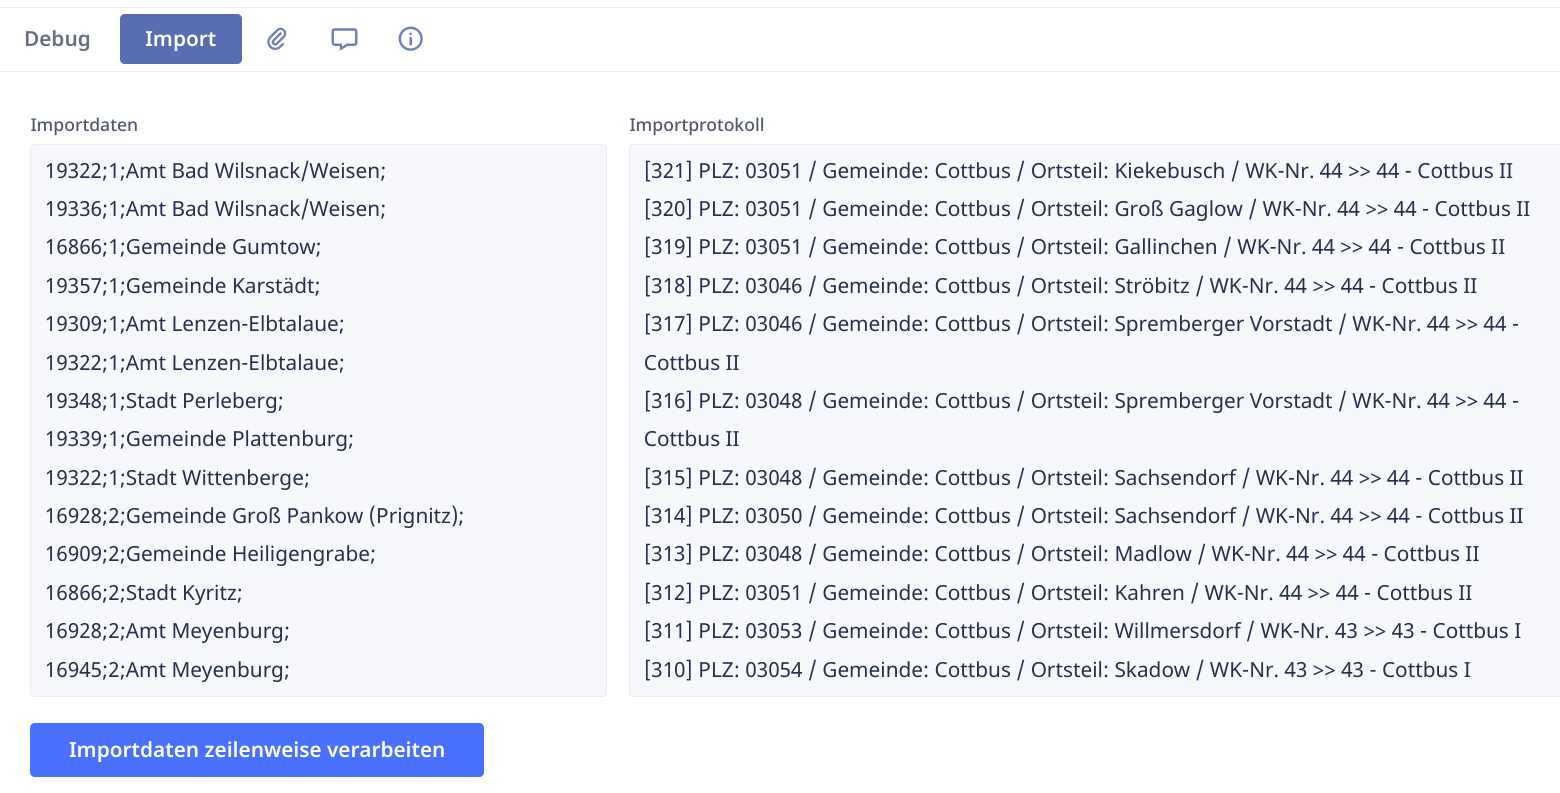 Debug
Import
Importdaten
19322;1;Amt Bad Wilsnack/Weisen;
19336;1;Amt Bad Wilsnack/Weisen;
16866;1;Gemeinde Gumtow;
19357;1;Gemeinde Karstädt;
19309;1;Amt Lenzen-Elbtalaue;
19322;1;Amt Lenzen-Elbtalaue;
19348;1;Stadt Perleberg;
19339;1;Gemeinde Plattenburg;
19322;1;Stadt Wittenberge;
16928;2;Gemeinde Groß Pankow (Prignitz);
16909;2;Gemeinde Heiligengrabe;
16866;2;Stadt Kyritz;
16928;2;Amt Meyenburg;
16945;2;Amt Meyenburg;
Importprotokoll
[321] PLZ: 03051 / Gemeinde: Cottbus / Ortsteil: Kiekebusch / WK-Nr. 44 >> 44 - Cottbus II
[320] PLZ: 03051 / Gemeinde: Cottbus / Ortsteil: Groß Gaglow / WK-Nr. 44 >> 44 - Cottbus II
[319] PLZ: 03051 / Gemeinde: Cottbus / Ortsteil: Gallinchen / WK-Nr. 44 >> 44 - Cottbus II
[318] PLZ: 03046 / Gemeinde: Cottbus / Ortsteil: Ströbitz / WK-Nr. 44 >> 44 - Cottbus II
[317] PLZ: 03046 / Gemeinde: Cottbus / Ortsteil: Spremberger Vorstadt / WK-Nr. 44 >> 44 -
Cottbus II
[316] PLZ: 03048 / Gemeinde: Cottbus / Ortsteil: Spremberger Vorstadt / WK-Nr. 44 >> 44 -
Cottbus II
[315] PLZ: 03048 / Gemeinde: Cottbus / Ortsteil: Sachsendorf / WK-Nr. 44 >> 44 - Cottbus II
[314] PLZ: 03050 / Gemeinde: Cottbus / Ortsteil: Sachsendorf / WK-Nr. 44 >> 44 - Cottbus II
[313] PLZ: 03048 / Gemeinde: Cottbus / Ortsteil: Madlow / WK-Nr. 44 >> 44 - Cottbus II
[312] PLZ: 03051 / Gemeinde: Cottbus / Ortsteil: Kahren / WK-Nr. 44 >> 44 - Cottbus II
[311] PLZ: 03053 / Gemeinde: Cottbus / Ortsteil: Willmersdorf / WK-Nr. 43 >> 43 - Cottbus I
[310] PLZ: 03054 / Gemeinde: Cottbus / Ortsteil: Skadow / WK-Nr. 43 >> 43 - Cottbus I
Importdaten zeilenweise verarbeiten